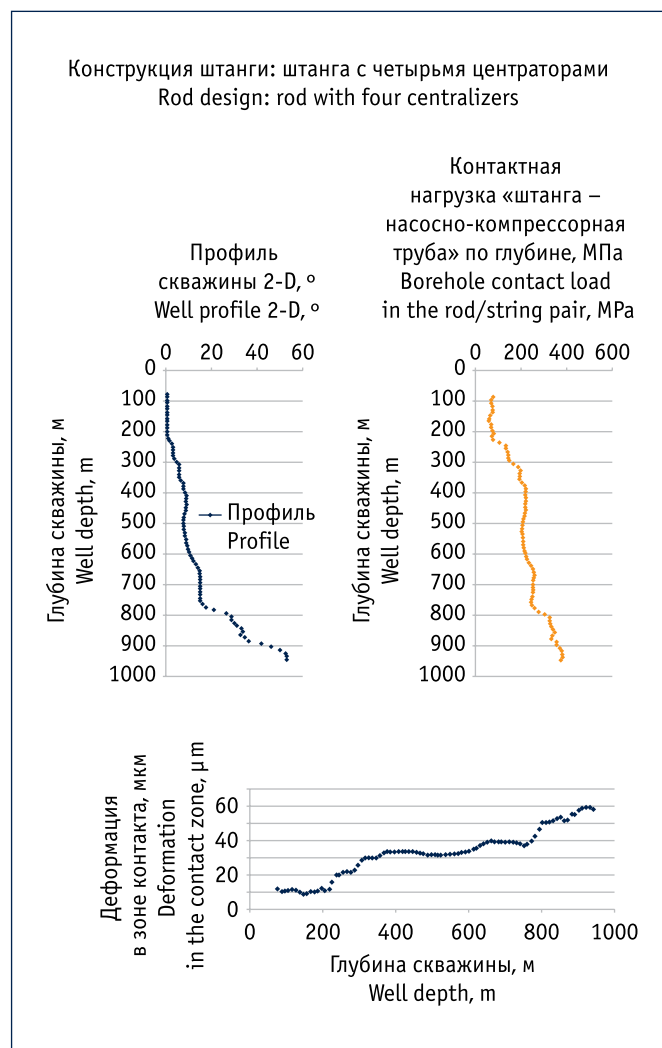 Конструкция штанги: штанга с четырьмя центраторами
Rod design: rod with four centralizers
Профиль
скважины 2-D, º
Well profile 2-D, º
0 20 40 60
0
100
200
300
400
500
600
700
800
900
1000
Глубина скважины, м
Well depth, m
Профиль
Profile
Контактная
нагрузка «штанга –
насосно-компрессорная
труба» по глубине, МПа
Borehole contact load
in the rod/string pair, MPa
0 200 400 600
0
100
200
300
400
500
600
700
800
900
1000
Глубина скважины, м
Well depth, m
Деформация
в зоне контакта, мкм
Deformation
in the contact zone, µm
60
40
20
0
0 200 400 600 800 1000
Глубина скважины, м
Well depth, m